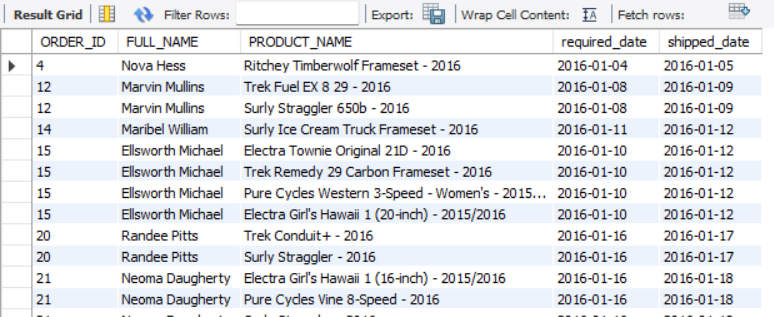 Result Grid Filter Rows: Export: Wrap Cell Content: IA Fetch rows:
ORDER_ID FULL_NAME PRODUCT_NAME required_date shipped_date
4 Nova Hess Ritchey Timberwolf Frameset - 2016 2016-01-04 2016-01-05
12 Marvin Mullins Trek Fuel EX 8 29 - 2016 2016-01-08 2016-01-09
12 Marvin Mullins Surly Straggler 650b - 2016 2016-01-08 2016-01-09
14 Maribel William Surly Ice Cream Truck Frameset - 2016 2016-01-11 2016-01-12
15 Ellsworth Michael Electra Townie Original 21D - 2016 2016-01-10 2016-01-12
15 Ellsworth Michael Trek Remedy 29 Carbon Frameset - 2016 2016-01-10 2016-01-12
15 Ellsworth Michael Pure Cycles Western 3-Speed - Women's - 2015... 2016-01-10 2016-01-12
15 Ellsworth Michael Electra Girl's Hawaii 1 (20-inch) - 2015/2016 2016-01-10 2016-01-12
20 Randee Pitts Trek Conduit+ - 2016 2016-01-16 2016-01-17
20 Randee Pitts Surly Straggler - 2016 2016-01-16 2016-01-17
21 Neoma Daugherty Electra Girl's Hawaii 1 (16-inch) - 2015/2016 2016-01-16 2016-01-18
21 Neoma Daugherty Pure Cycles Vine 8-Speed - 2016 2016-01-16 2016-01-18